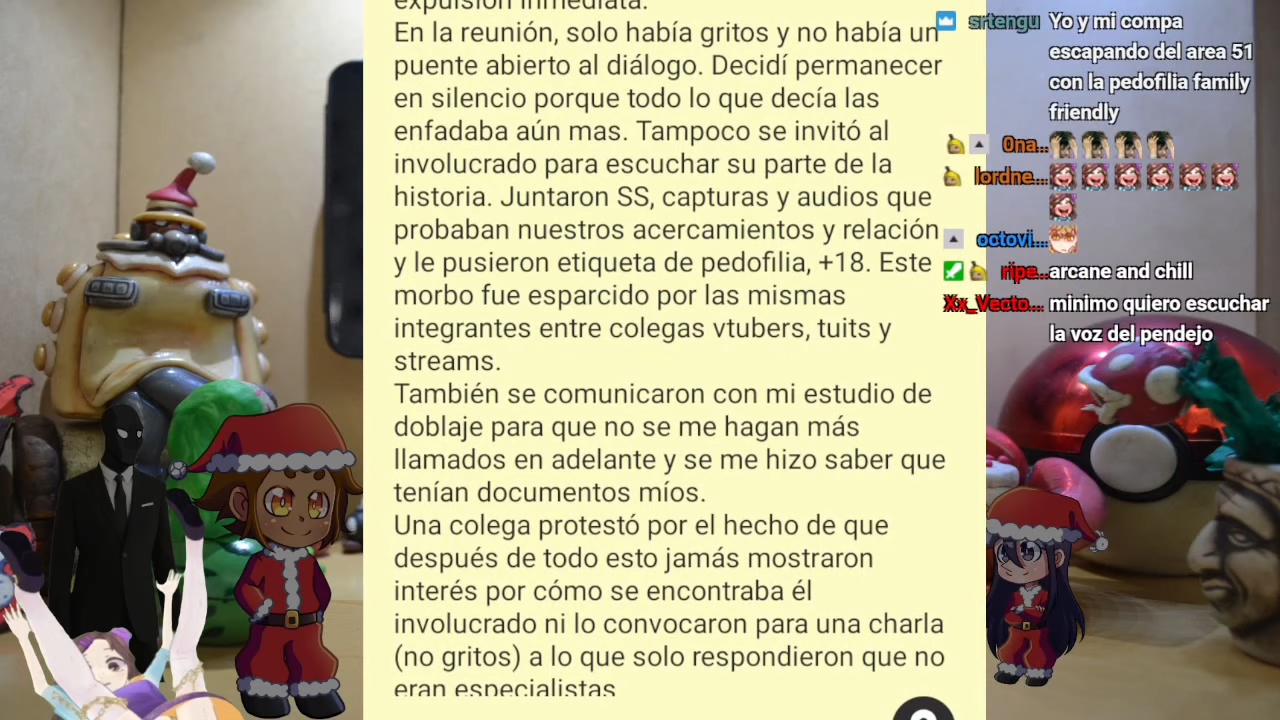 expulsión inmediata.
En la reunión, solo había gritos y no había un
puente abierto al diálogo. Decidí permanecer
en silencio porque todo lo que decía las
enfadaba aún mas. Tampoco se invitó al
involucrado para escuchar su parte de la
historia. Juntaron SS, capturas y audios que
probaban nuestros acercamientos y relación
y le pusieron etiqueta de pedofilia, +18. Este
morbo fue esparcido por las mismas
integrantes entre colegas vtubers, tuits y
streams.
También se comunicaron con mi estudio de
doblaje para que no se me hagan más
llamados en adelante y se me hizo saber que
tenían documentos míos.
Una colega protestó por el hecho de que
después de todo esto jamás mostraron
interés por cómo se encontraba él
involucrado ni lo convocaron para una charla
(no gritos) a lo que solo respondieron que no
eran especialistas
srtengu Yo y mi compa
escapando del area 51
con la pedofilia family
friendly
0na...
lordne...
octovi...
ripe... arcane and chill
Xx_Vecto... minimo quiero escuchar
la voz del pendejo